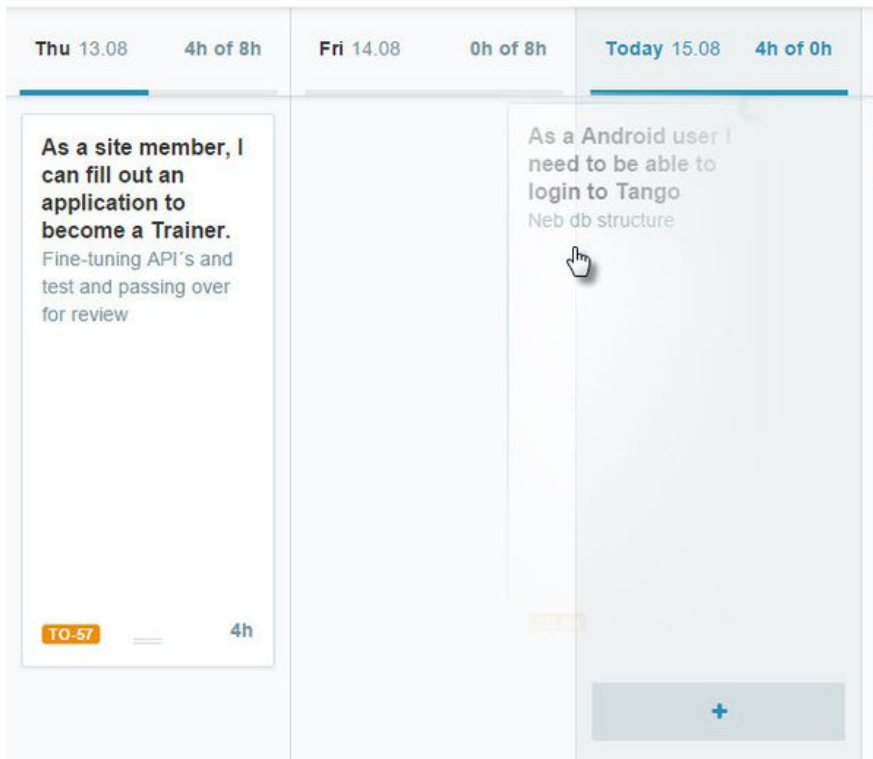 Thu 13.08 4h of 8h
Fri 14.08 0h of 8h
Today 15.08 4h of 0h
As a site member, I
can fill out an
application to
become a Trainer.
Fine-tuning API´s and
test and passing over
for review
TO-57
4h
As a Android user I
need to be able to
login to Tango
Neb db structure
+